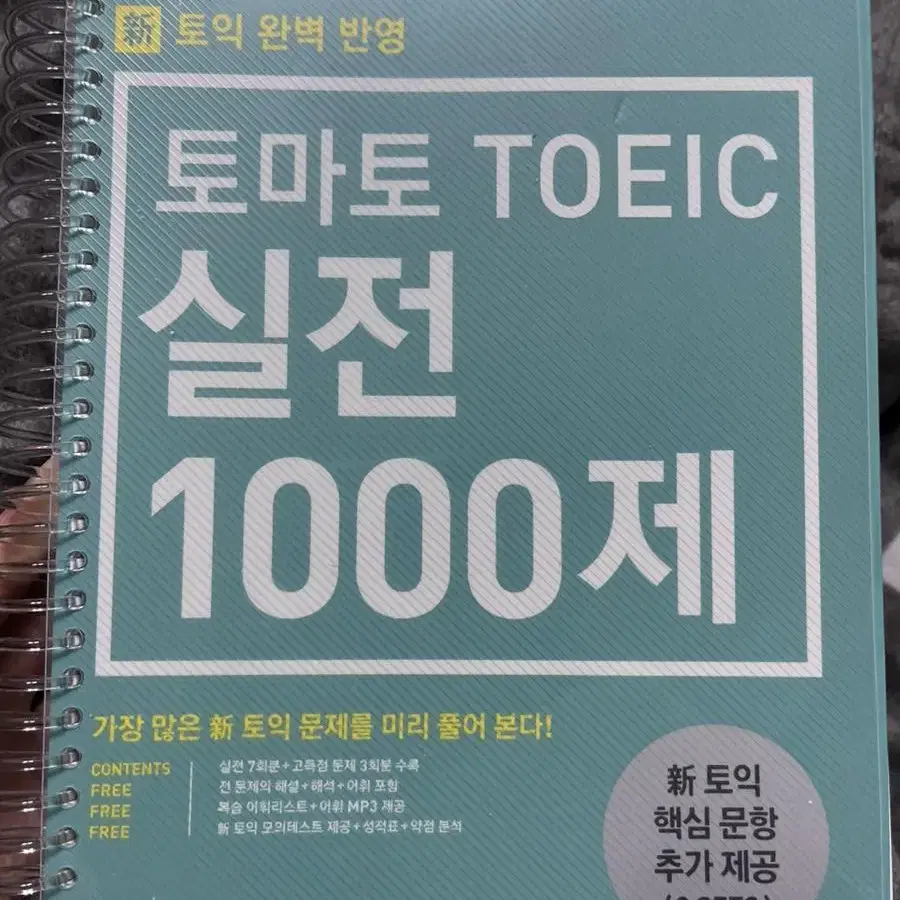 新 토익 완벽 반영
토마토 TOEIC
실전
1000제
가장 많은 新 토익 문제를 미리 풀어 본다!
CONTENTS 실전 7회분+고득점 문제 3회분 수록
FREE 전 문제의 해설+해석+어휘 포함
FREE 복습 어휘리스트+어휘 MP3 제공
FREE 新 토익 모의테스트 제공+성적표+약점 분석
新 토익
핵심 문항
추가 제공